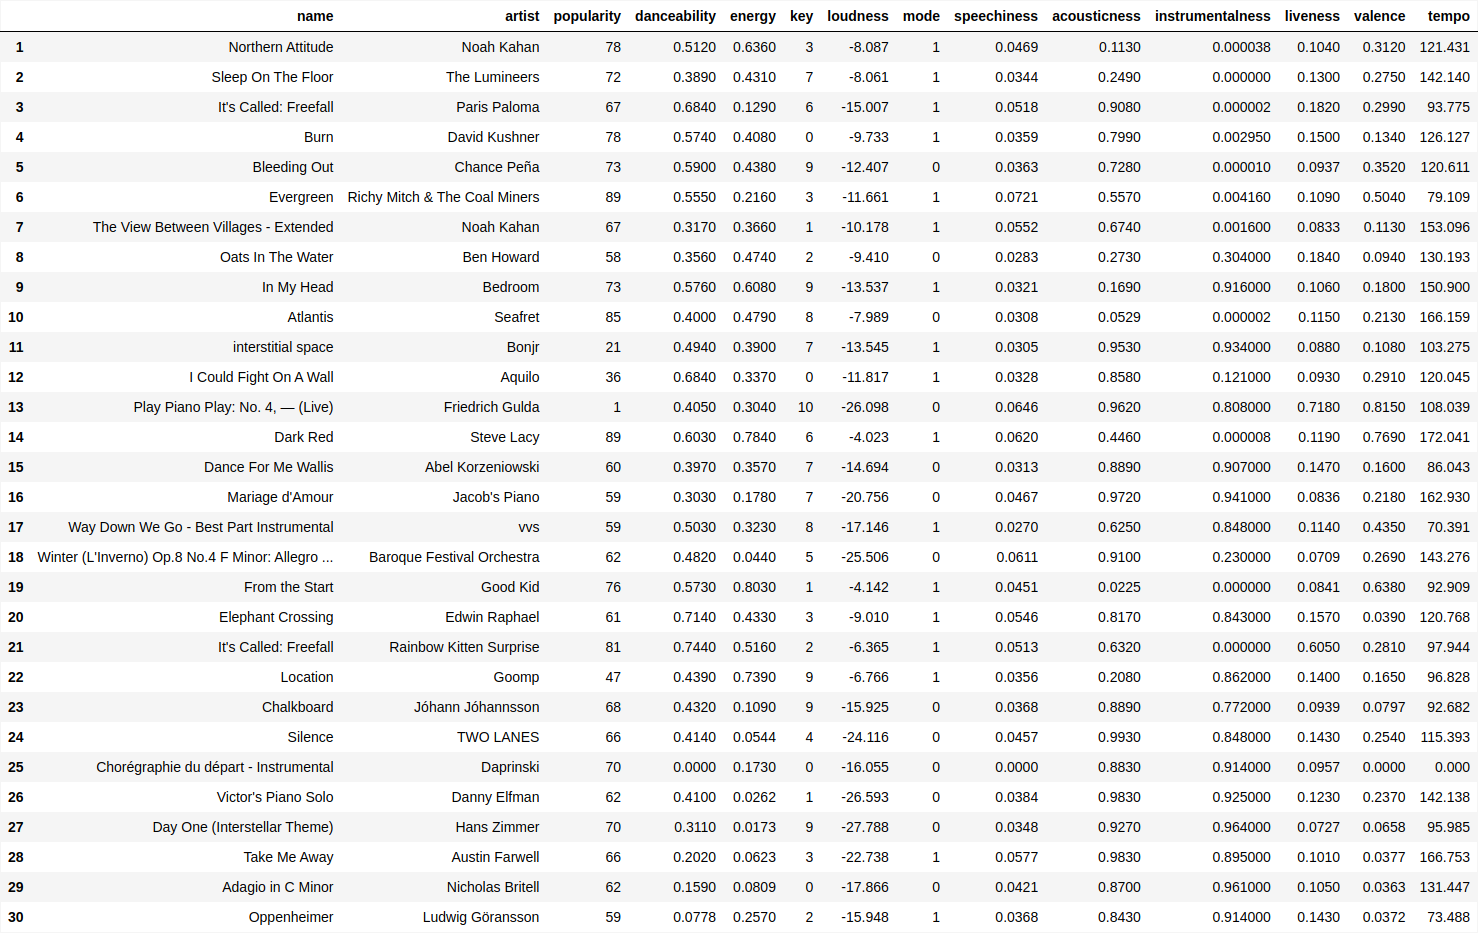 name artist popularity danceability energy key loudness mode speechiness acousticness instrumentalness liveness valence tempo
1 Northern Attitude Noah Kahan 78 0.5120 0.6360 3 -8.087 1 0.0469 0.1130 0.000038 0.1040 0.3120 121.431
2 Sleep On The Floor The Lumineers 72 0.3890 0.4310 7 -8.061 1 0.0344 0.2490 0.000000 0.1300 0.2750 142.140
3 It's Called: Freefall Paris Paloma 67 0.6840 0.1290 6 -15.007 1 0.0518 0.9080 0.000002 0.1820 0.2990 93.775
4 Burn David Kushner 78 0.5740 0.4080 0 -9.733 1 0.0359 0.7990 0.002950 0.1500 0.1340 126.127
5 Bleeding Out Chance Peña 73 0.5900 0.4380 9 -12.407 0 0.0363 0.7280 0.000010 0.0937 0.3520 120.611
6 Evergreen Richy Mitch & The Coal Miners 89 0.5550 0.2160 3 -11.661 1 0.0721 0.5570 0.004160 0.1090 0.5040 79.109
7 The View Between Villages - Extended Noah Kahan 67 0.3170 0.3660 1 -10.178 1 0.0552 0.6740 0.001600 0.0833 0.1130 153.096
8 Oats In The Water Ben Howard 58 0.3560 0.4740 2 -9.410 0 0.0283 0.2730 0.304000 0.1840 0.0940 130.193
9 In My Head Bedroom 73 0.5760 0.6080 9 -13.537 1 0.0321 0.1690 0.916000 0.1060 0.1800 150.900
10 Atlantis Seafret 85 0.4000 0.4790 8 -7.989 0 0.0308 0.0529 0.000002 0.1150 0.2130 166.159
11 interstitial space Bonjr 21 0.4940 0.3900 7 -13.545 1 0.0305 0.9530 0.934000 0.0880 0.1080 103.275
12 I Could Fight On A Wall Aquilo 36 0.6840 0.3370 0 -11.817 1 0.0328 0.8580 0.121000 0.0930 0.2910 120.045
13 Play Piano Play: No. 4, — (Live) Friedrich Gulda 1 0.4050 0.3040 10 -26.098 0 0.0646 0.9620 0.808000 0.7180 0.8150 108.039
14 Dark Red Steve Lacy 89 0.6030 0.7840 6 -4.023 1 0.0620 0.4460 0.000008 0.1190 0.7690 172.041
15 Dance For Me Wallis Abel Korzeniowski 60 0.3970 0.3570 7 -14.694 0 0.0313 0.8890 0.907000 0.1470 0.1600 86.043
16 Mariage d'Amour Jacob's Piano 59 0.3030 0.1780 7 -20.756 0 0.0467 0.9720 0.941000 0.0836 0.2180 162.930
17 Way Down We Go - Best Part Instrumental vvs 59 0.5030 0.3230 8 -17.146 1 0.0270 0.6250 0.848000 0.1140 0.4350 70.391
18 Winter (L'Inverno) Op.8 No.4 F Minor: Allegro ... Baroque Festival Orchestra 62 0.4820 0.0440 5 -25.506 0 0.0611 0.9100 0.230000 0.0709 0.2690 143.276
19 From the Start Good Kid 76 0.5730 0.8030 1 -4.142 1 0.0451 0.0225 0.000000 0.0841 0.6380 92.909
20 Elephant Crossing Edwin Raphael 61 0.7140 0.4330 3 -9.010 1 0.0546 0.8170 0.843000 0.1570 0.0390 120.768
21 It's Called: Freefall Rainbow Kitten Surprise 81 0.7440 0.5160 2 -6.365 1 0.0513 0.6320 0.000000 0.6050 0.2810 97.944
22 Location Goomp 47 0.4390 0.7390 9 -6.766 1 0.0356 0.2080 0.862000 0.1400 0.1650 96.828
23 Chalkboard Jóhann Jóhannsson 68 0.4320 0.1090 9 -15.925 0 0.0368 0.8890 0.772000 0.0939 0.0797 92.682
24 Silence TWO LANES 66 0.4140 0.0544 4 -24.116 0 0.0457 0.9930 0.848000 0.1430 0.2540 115.393
25 Chorégraphie du départ - Instrumental Daprinski 70 0.0000 0.1730 0 -16.055 0 0.0000 0.8830 0.914000 0.0957 0.0000 0.000
26 Victor's Piano Solo Danny Elfman 62 0.4100 0.0262 1 -26.593 0 0.0384 0.9830 0.925000 0.1230 0.2370 142.138
27 Day One (Interstellar Theme) Hans Zimmer 70 0.3110 0.0173 9 -27.788 0 0.0348 0.9270 0.964000 0.0727 0.0658 95.985
28 Take Me Away Austin Farwell 66 0.2020 0.0623 3 -22.738 1 0.0577 0.9830 0.895000 0.1010 0.0377 166.753
29 Adagio in C Minor Nicholas Britell 62 0.1590 0.0809 0 -17.866 0 0.0421 0.8700 0.961000 0.1050 0.0363 131.447
30 Oppenheimer Ludwig Göransson 59 0.0778 0.2570 2 -15.948 1 0.0368 0.8430 0.914000 0.1430 0.0372 73.488